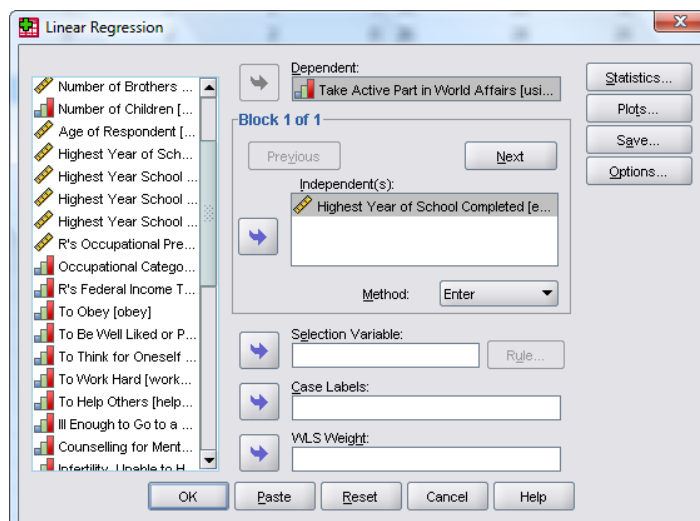 Linear Regression
Number of Brothers ...
Number of Children [...
Age of Respondent [...
Highest Year of Sch...
Highest Year School ...
Highest Year School ...
Highest Year School ...
R's Occupational Pre...
Occupational Catego...
R's Federal Income T...
To Obey [obey]
To Be Well Liked or P...
To Think for Oneself ...
To Work Hard [work...
To Help Others [help...
Ill Enough to Go to a ...
Counselling for Ment...
Infertility, Unable to H...
Dependent:
Take Active Part in World Affairs [usi...
Block 1 of 1
Previous
Next
Independent(s):
Highest Year of School Completed [e...
Method:
Enter
Selection Variable:
Rule...
Case Labels:
WLS Weight:
Statistics...
Plots...
Save...
Options...
OK
Paste
Reset
Cancel
Help